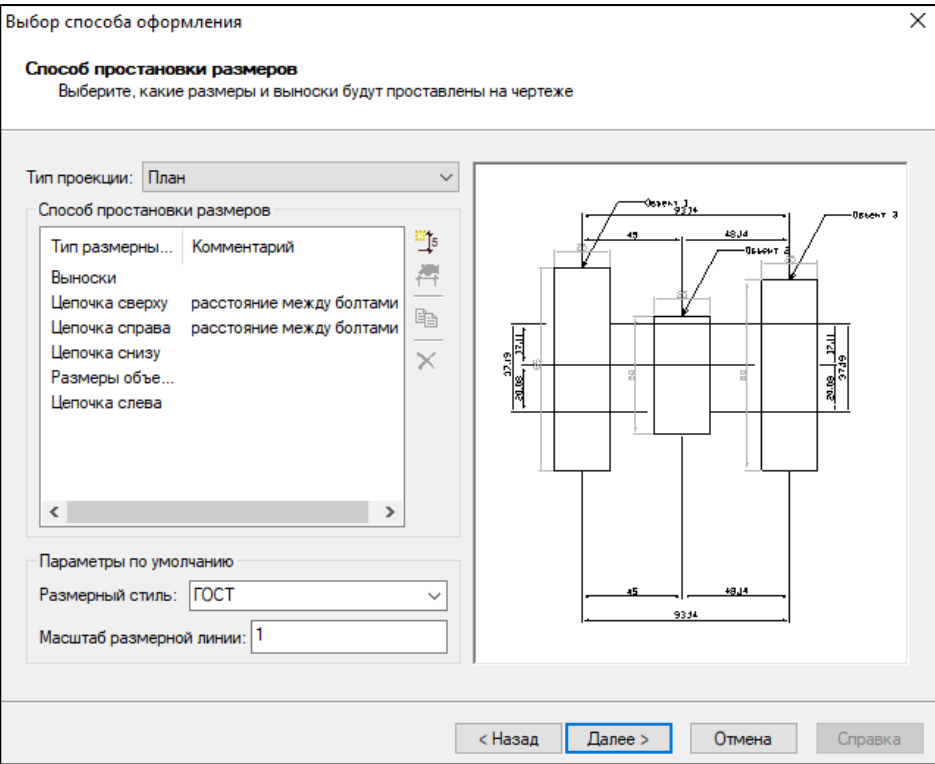 Выбор способа оформления
Способ простановки размеров
Выберите, какие размеры и выноски будут проставлены на чертеже
Тип проекции: План
Способ простановки размеров
Тип размерны... Комментарий
Выноски
Цепочка сверху расстояние между болтами
Цепочка справа расстояние между болтами
Цепочка снизу
Размеры объе...
Цепочка слева
5
Параметры по умолчанию
Размерный стиль: ГОСТ
Масштаб размерной линии: 1
Объект 1
93,14
Объект 3
45 48,14
Объект 2
37,19
17,11
20,08
17,11
20,08
37,19
45 48,14
93,14
< Назад Далее > Отмена Справка